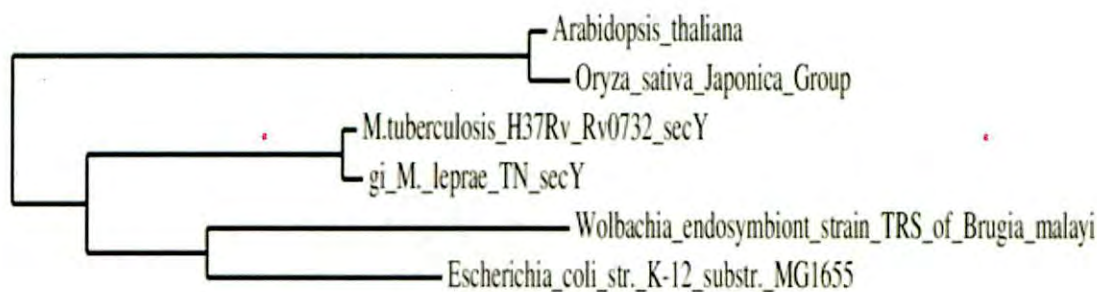 Arabidopsis_thaliana
Oryza_sativa_Japonica_Group
M.tuberculosis_H37Rv_Rv0732_secY
gi_M._leprae_TN_secY
Wolbachia_endosymbiont_strain_TRS_of_Brugia_malayi
Escherichia_coli_str._K-12_substr._MG1655